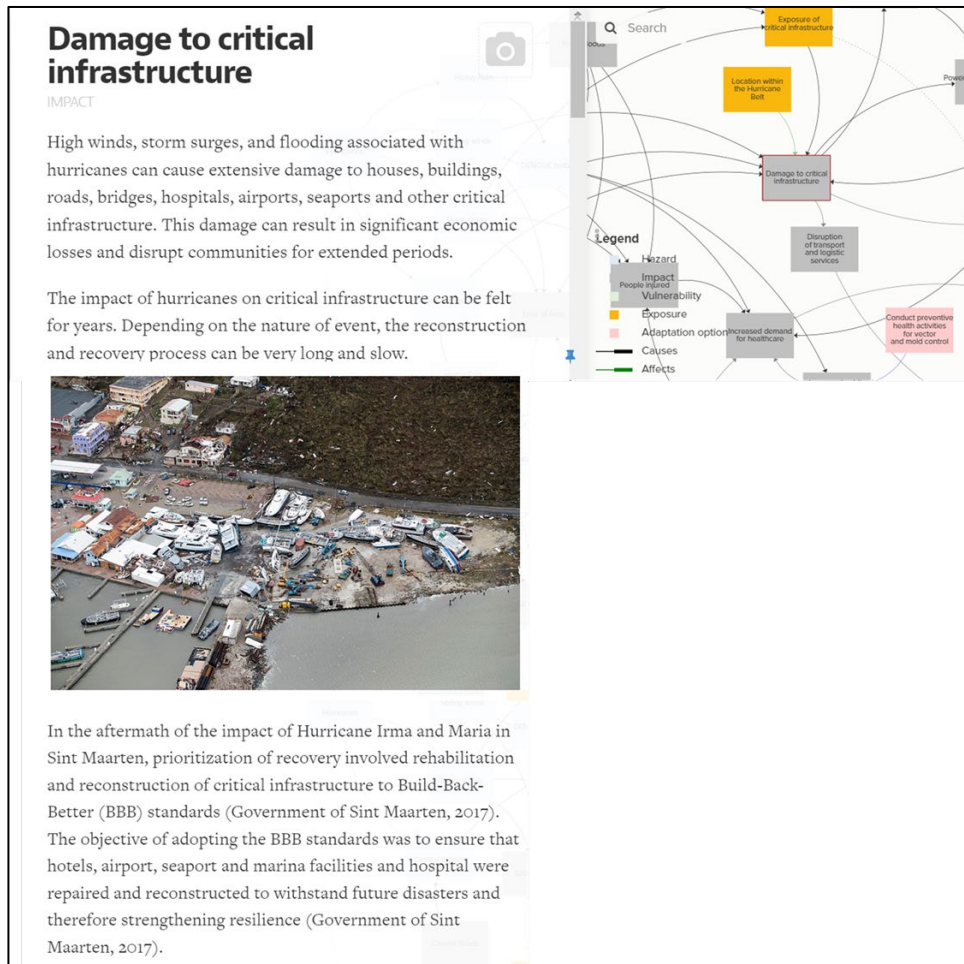 Damage to critical
infrastructure
IMPACT
High winds, storm surges, and flooding associated with
hurricanes can cause extensive damage to houses, buildings,
roads, bridges, hospitals, airports, seaports and other critical
infrastructure. This damage can result in significant economic
losses and disrupt communities for extended periods.
The impact of hurricanes on critical infrastructure can be felt
for years. Depending on the nature of event, the reconstruction
and recovery process can be very long and slow.
In the aftermath of the impact of Hurricane Irma and Maria in
Sint Maarten, prioritization of recovery involved rehabilitation
and reconstruction of critical infrastructure to Build-Back-
Better (BBB) standards (Government of Sint Maarten, 2017).
The objective of adopting the BBB standards was to ensure that
hotels, airport, seaport and marina facilities and hospital were
repaired and reconstructed to withstand future disasters and
therefore strengthening resilience (Government of Sint
Maarten, 2017).
Search
Exposure of
critical infrastructure
Location within
the Hurricane
Belt
Damage to critical
infrastructure
Disruption
of transport
and logistic
services
Legend
Hazard
Impact
People injured
Vulnerability
Exposure
Adaptation option
Causes
Affects
Increased demand
for healthcare
Conduct preventive
health activities
for vector
and mold control